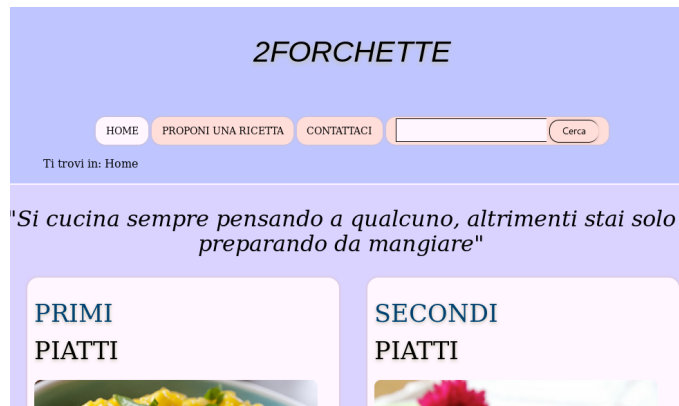 2FORCHETTE
HOME PROPONI UNA RICETTA CONTATTACI Cerca
Ti trovi in: Home
"Si cucina sempre pensando a qualcuno, altrimenti stai solo
preparando da mangiare"
PRIMI
PIATTI
SECONDI
PIATTI